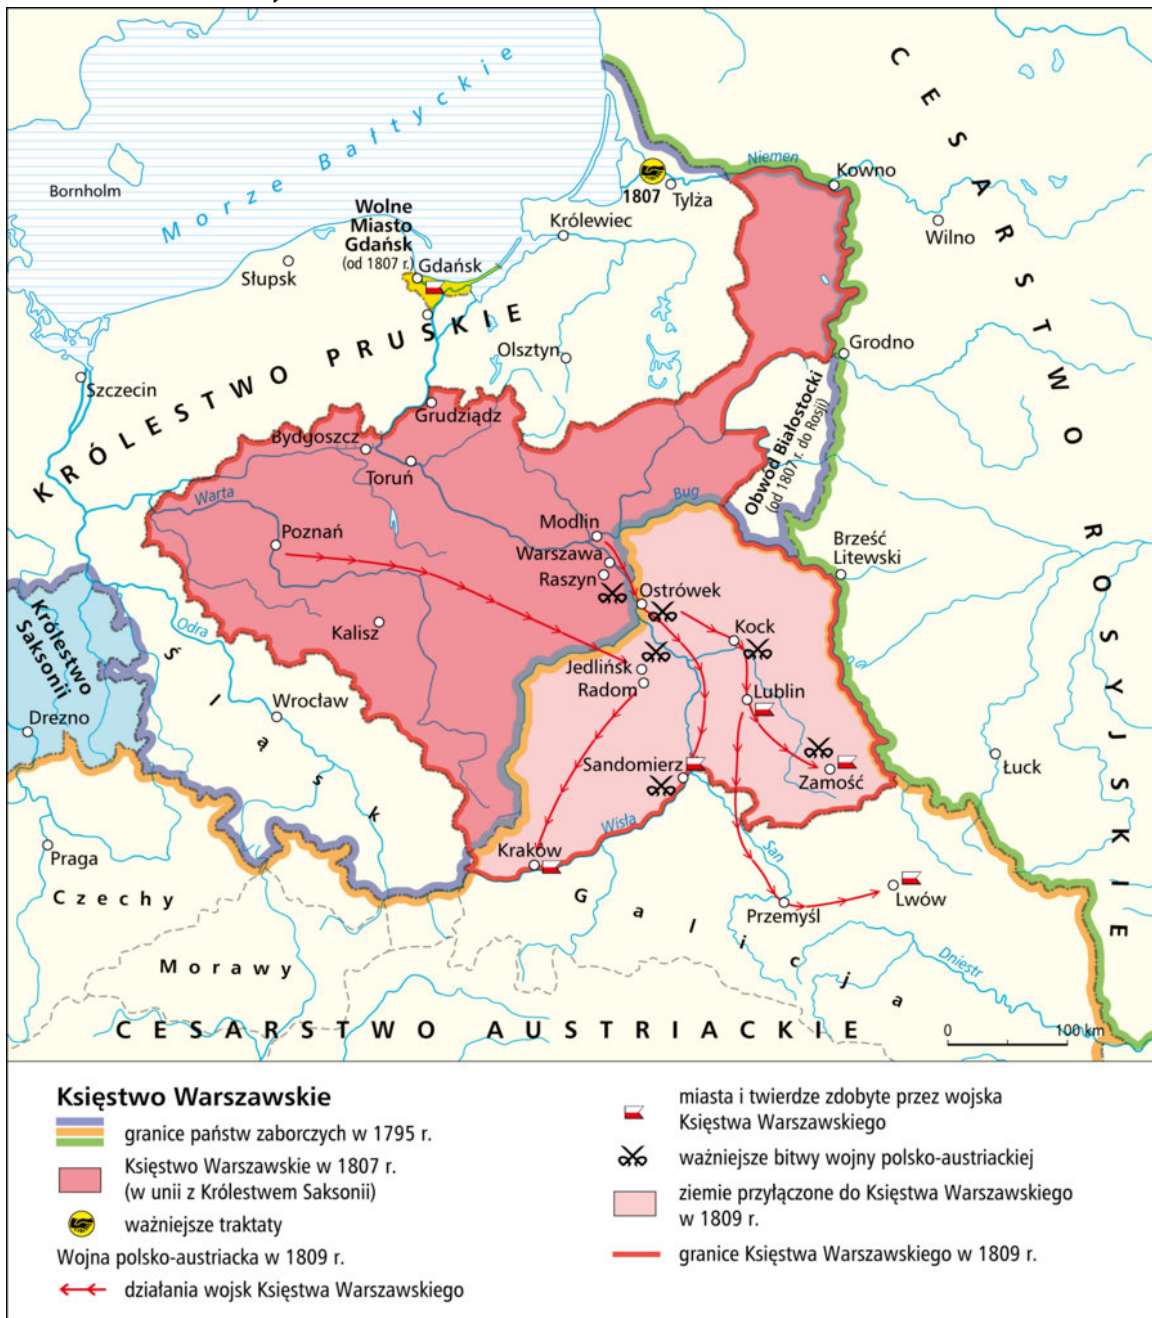 Morze Bałtyckie
CESARSTWO ROSYJSKIE
Bornholm
Niemen
Kowno
1807
Tylża
Wolne
Miasto
Gdańsk
(od 1807 r.)
Królewiec
Wilno
Gdańsk
Słupsk
KRÓLESTWO PRUSKIE
Olsztyn
Grodno
Szczecin
Grudziądz
Bydgoszcz
Toruń
Obwód Białostocki
(od 1807 r. do Rosji)
Warta
Bug
Poznań
Modlin
Warszawa
Raszyn
Brześć
Litewski
Ostrówek
Królestwo
Saksonii
Odra
Kalisz
Kock
Jedlińsk
Radom
Śląsk
Wrocław
Lublin
Drezno
Sandomierz
Zamość
Łuck
Wisła
Kraków
San
Praga
Czechy
Galicja
Przemyśl
Lwów
Morawy
Dniestr
CESARSTWO AUSTRIACKIE
0 100 km
Księstwo Warszawskie
granice państw zaborczych w 1795 r.
Księstwo Warszawskie w 1807 r.
(w unii z Królestwem Saksonii)
ważniejsze traktaty
Wojna polsko-austriacka w 1809 r.
działania wojsk Księstwa Warszawskiego
miasta i twierdze zdobyte przez wojska
Księstwa Warszawskiego
ważniejsze bitwy wojny polsko-austriackiej
ziemie przyłączone do Księstwa Warszawskiego
w 1809 r.
granice Księstwa Warszawskiego w 1809 r.